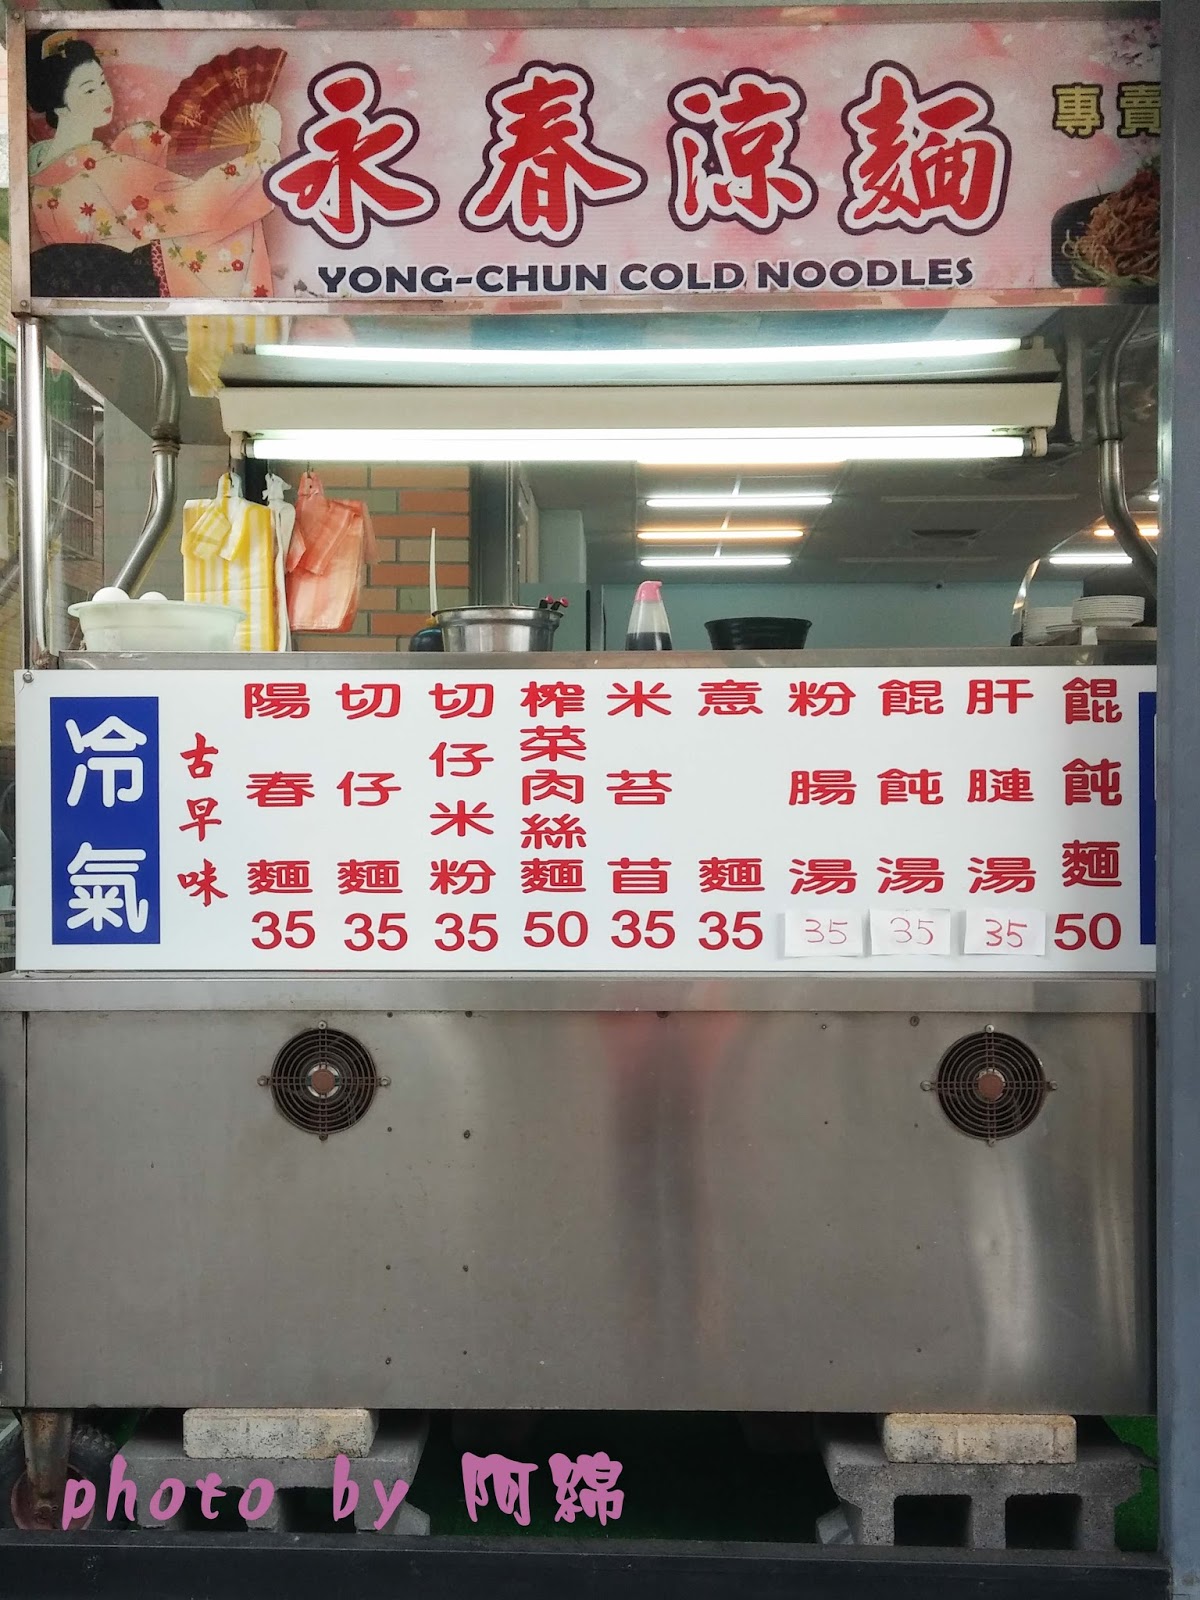 永春涼麵
專賣
YONG-CHUN COLD NOODLES
冷氣
古早味
陽春麵 35
切仔麵 35
切仔米粉 35
榨菜肉絲麵 50
米苔苜 35
意麵 35
粉腸湯 35
餛飩湯 35
肝膁湯 35
餛飩麵 50
photo by 阿綿